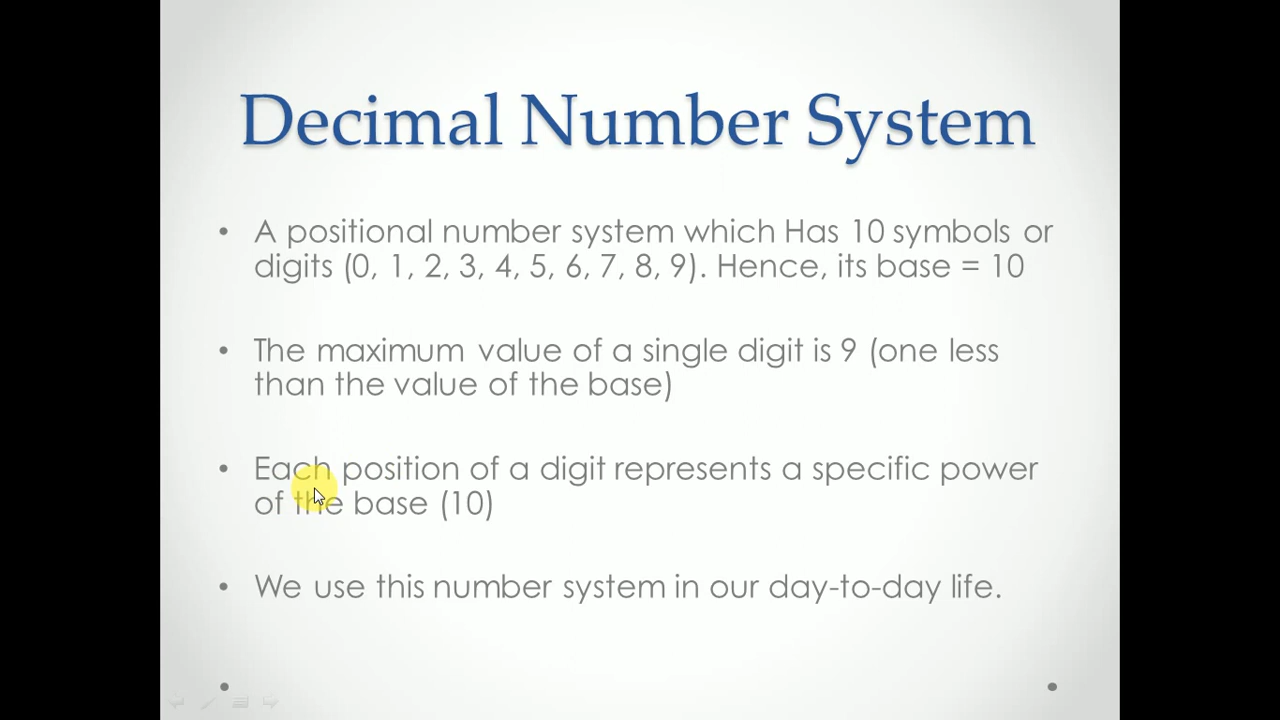 Decimal Number System
• A positional number system which Has 10 symbols or
digits (0, 1, 2, 3, 4, 5, 6, 7, 8, 9). Hence, its base = 10
• The maximum value of a single digit is 9 (one less
than the value of the base)
• Each position of a digit represents a specific power
of the base (10)
• We use this number system in our day-to-day life.